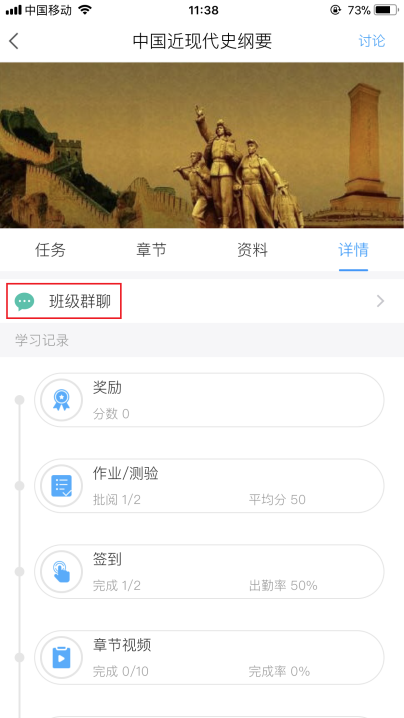 中国移动 11:38 73%
中国近现代史纲要 讨论
任务 章节 资料 详情
班级群聊
学习记录
奖励
分数 0
作业/测验
批阅 1/2 平均分 50
签到
完成 1/2 出勤率 50%
章节视频
完成 0/10 完成率 0%